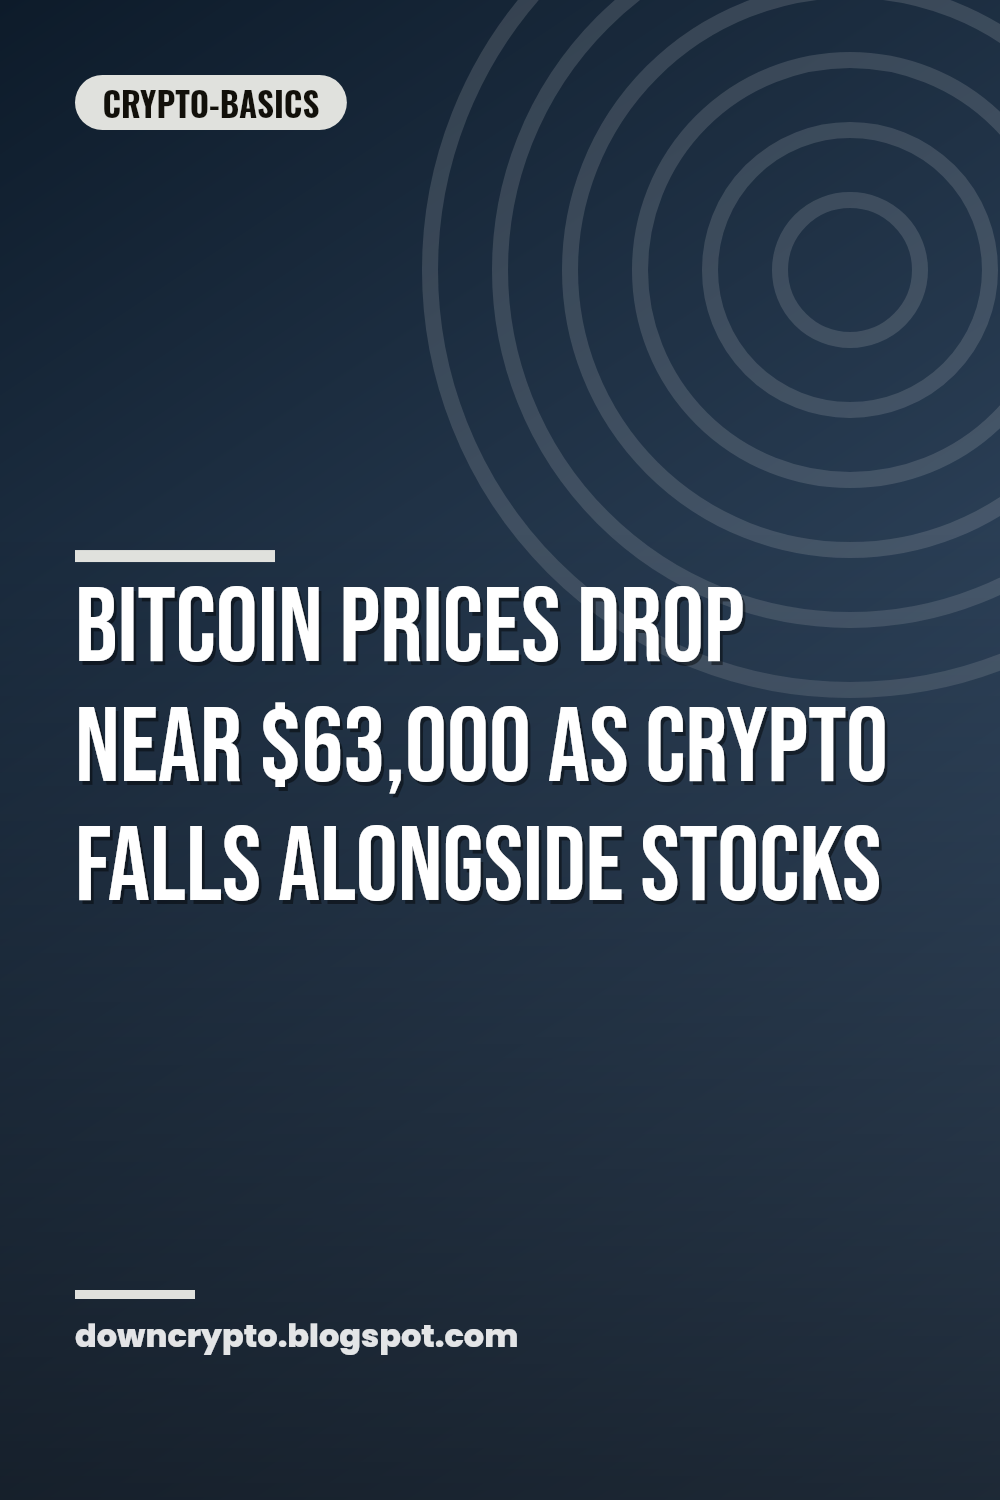 CRYPTO-BASICS
BITCOIN PRICES DROP
NEAR $63,000 AS CRYPTO
FALLS ALONGSIDE STOCKS
downcrypto.blogspot.com